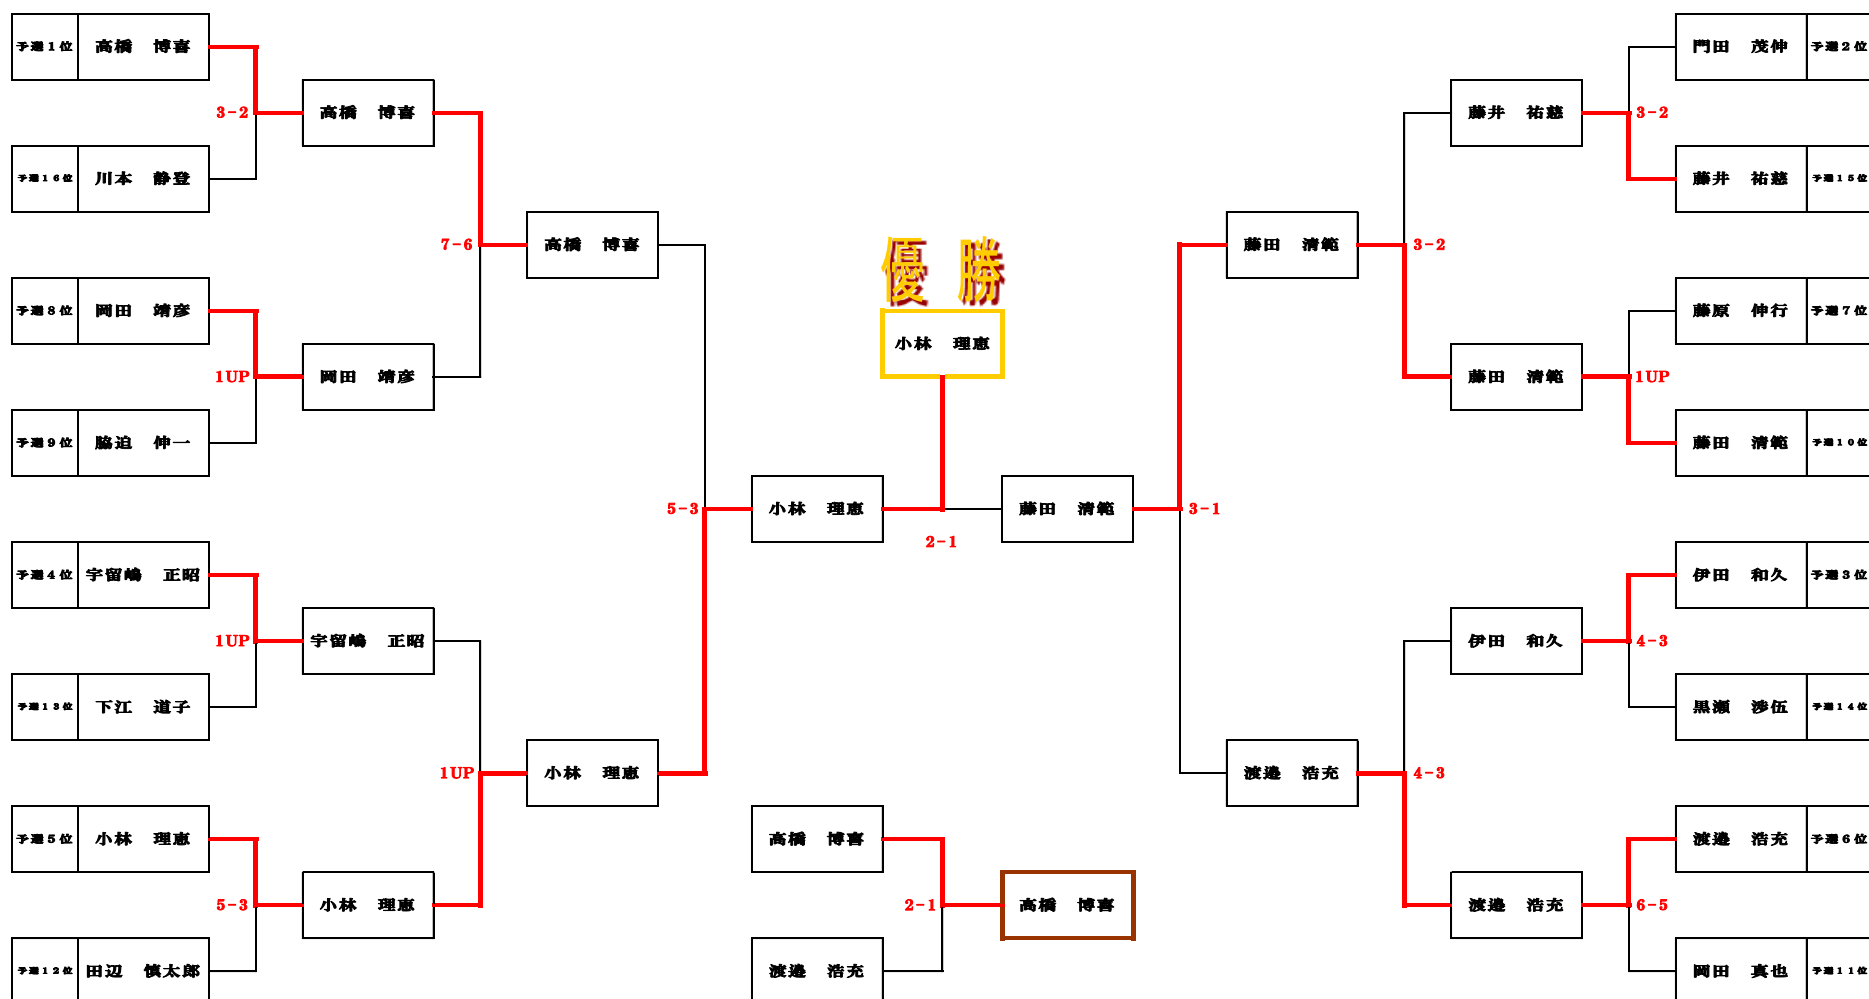 予選1位 高橋 博喜
門田 茂伸 予選2位
3-2
高橋 博喜
藤井 祐慈
3-2
予選16位 川本 静登
藤井 祐慈 予選15位
7-6
高橋 博喜
優 勝
藤田 清範
3-2
予選8位 岡田 靖彦
小林 理恵
藤原 伸行 予選7位
1UP
岡田 靖彦
藤田 清範
1UP
予選9位 脇迫 伸一
藤田 清範 予選10位
5-3
小林 理恵
藤田 清範
3-1
2-1
予選4位 宇留嶋 正昭
伊田 和久 予選3位
1UP
宇留嶋 正昭
伊田 和久
4-3
予選13位 下江 道子
黒瀬 渉伍 予選14位
1UP
小林 理恵
渡邉 浩充
4-3
予選5位 小林 理恵
高橋 博喜
渡邉 浩充 予選6位
5-3
小林 理恵
2-1
高橋 博喜
渡邉 浩充
6-5
予選12位 田辺 慎太郎
渡邉 浩充
岡田 真也 予選11位